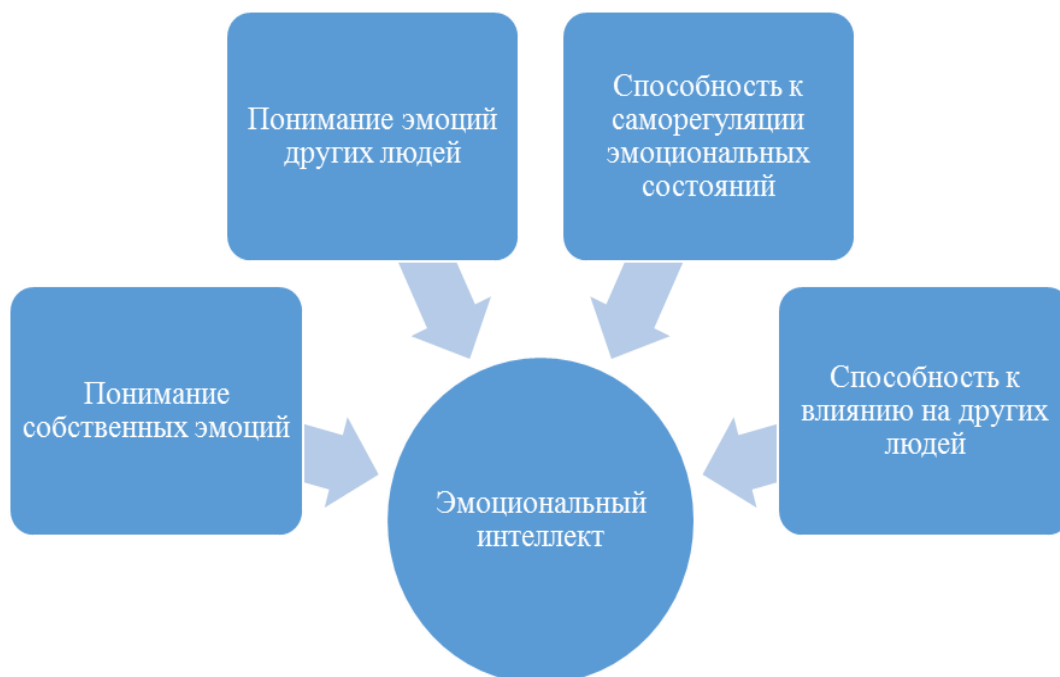 Понимание эмоций
других людей
Способность к
саморегуляции
эмоциональных
состояний
Понимание
собственных эмоций
Способность к
влиянию на других
людей
Эмоциональный
интеллект